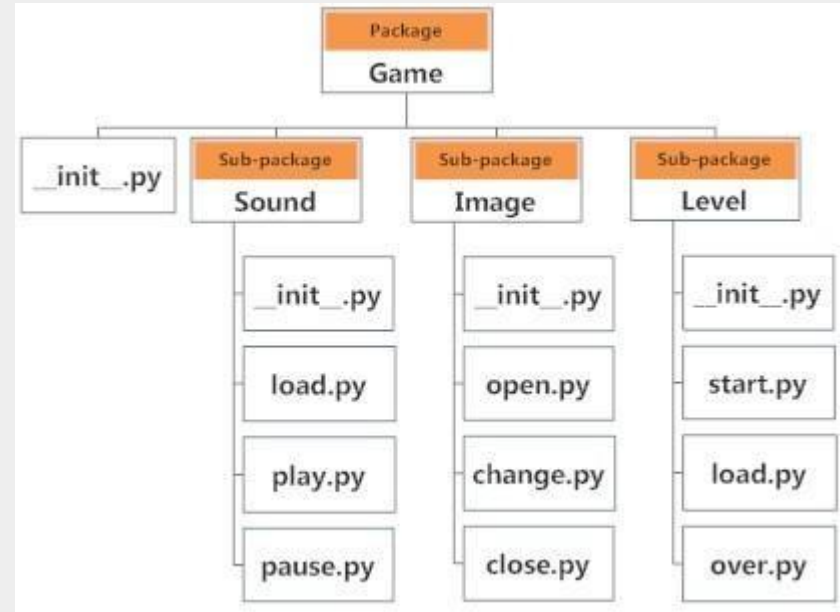 Package
Game
__init__.py
Sub-package
Sound
__init__.py
load.py
play.py
pause.py
Sub-package
Image
__init__.py
open.py
change.py
close.py
Sub-package
Level
__init__.py
start.py
load.py
over.py